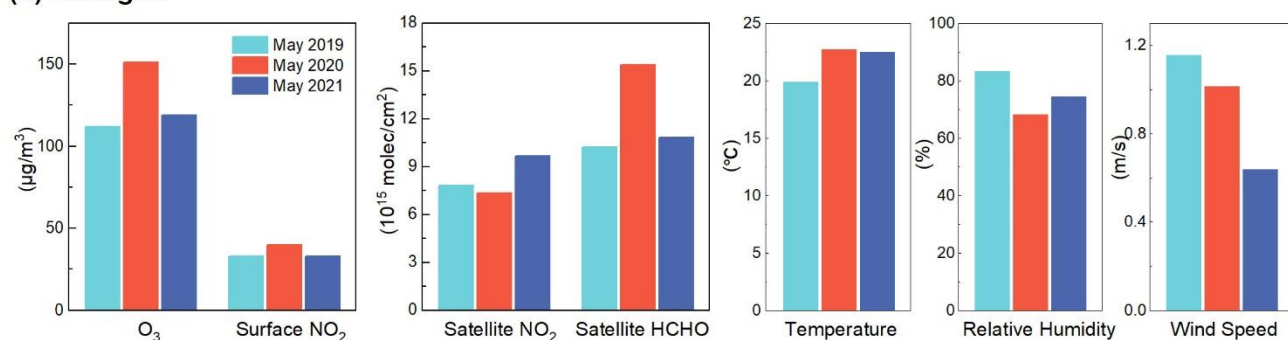 May 2019
May 2020
May 2021
(μg/m³)
150
100
50
0
O₃ Surface NO₂
(10¹⁵ molec/cm²)
18
15
12
9
6
3
0
Satellite NO₂ Satellite HCHO
(°C)
25
20
15
10
5
0
Temperature
(%)
100
80
60
40
20
0
Relative Humidity
(m/s)
1.2
0.8
0.4
0.0
Wind Speed